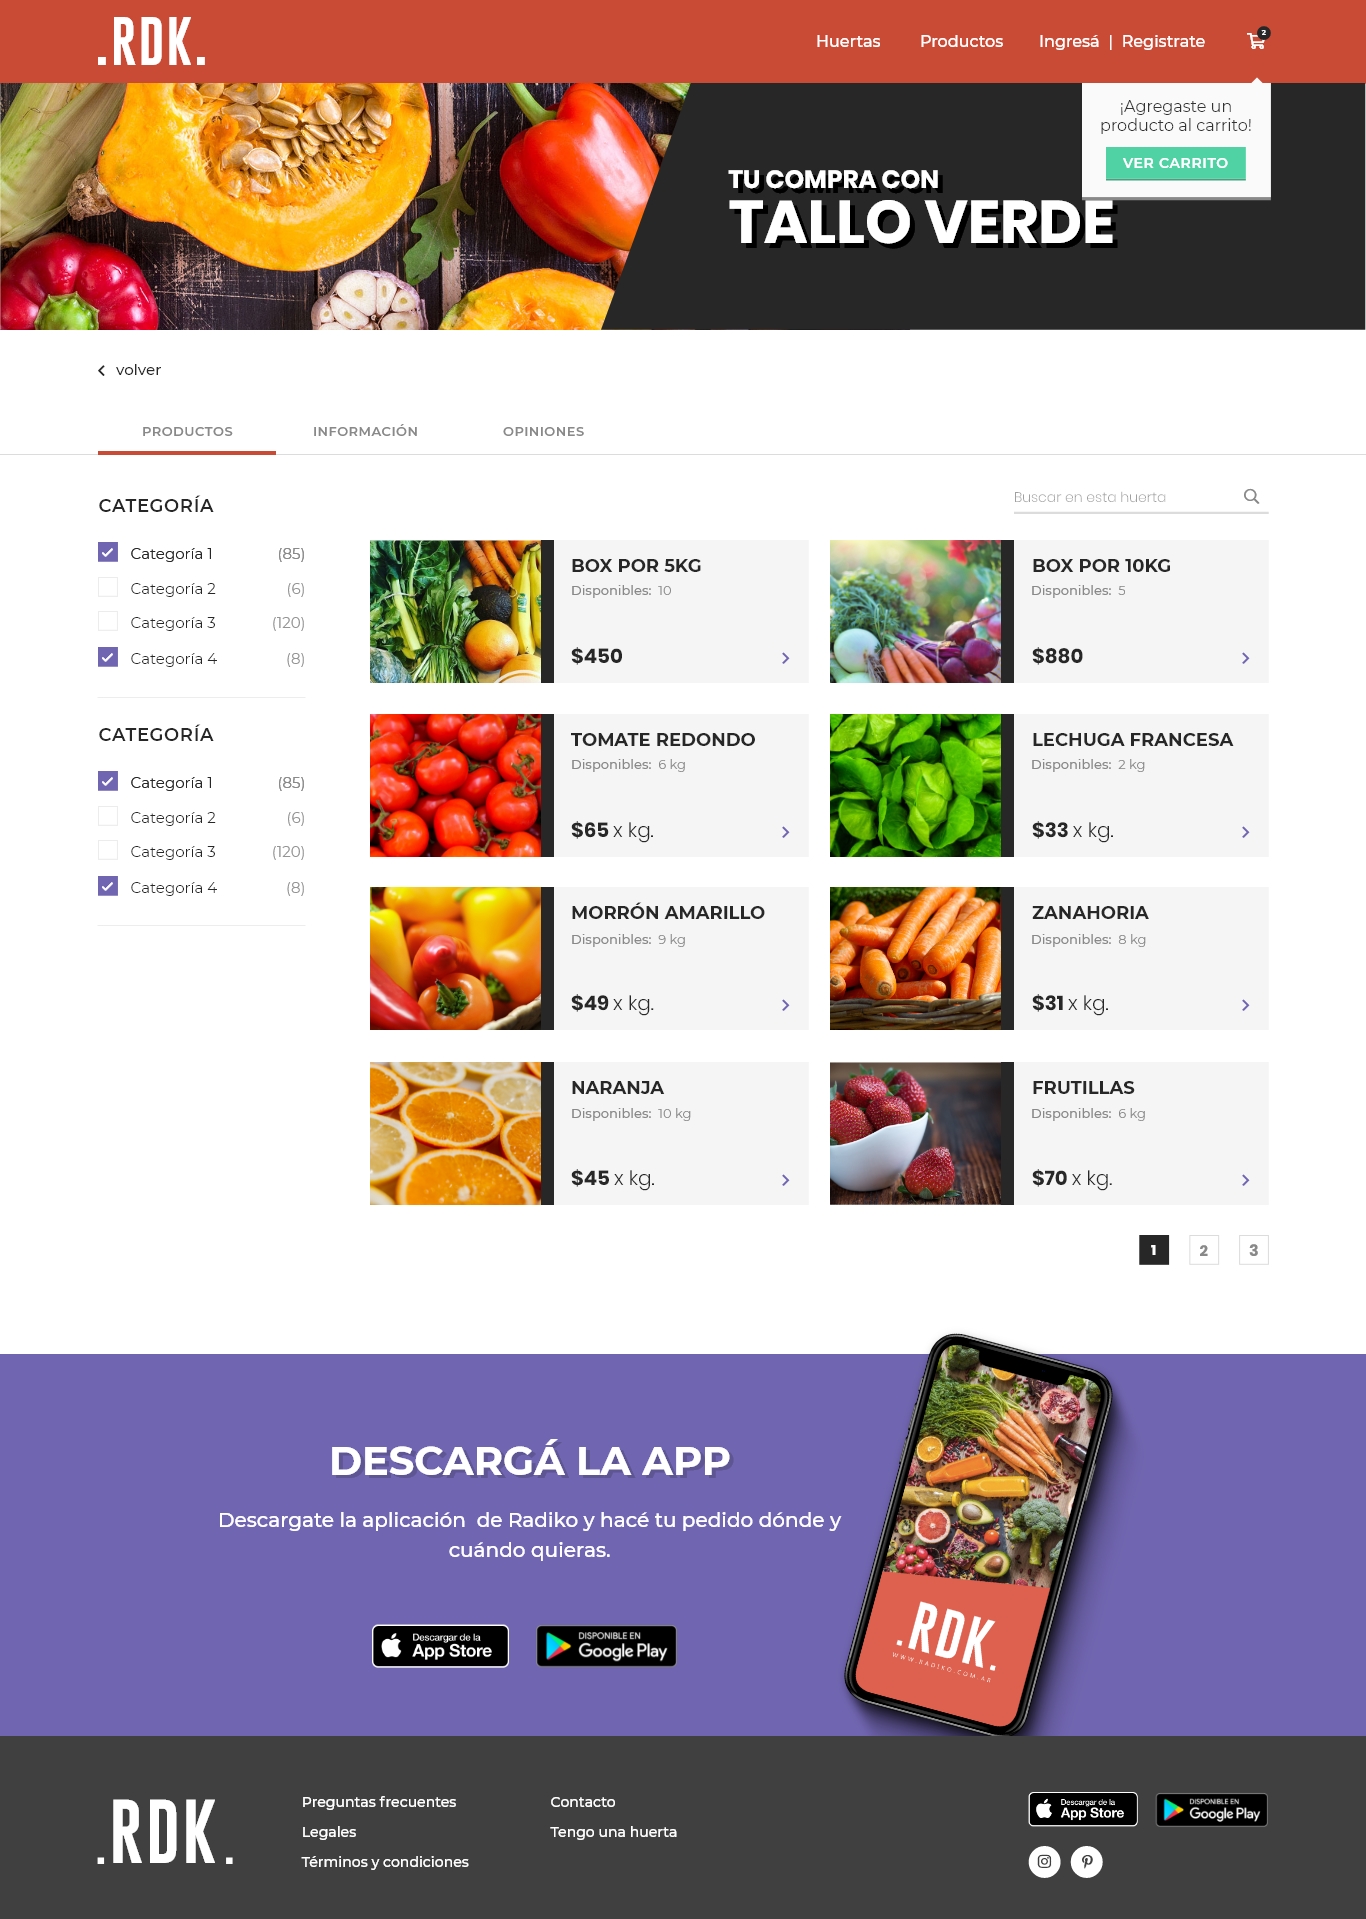 .RDK.
Huertas Productos Ingresá | Registrate 2
¡Agregaste un
producto al carrito!
VER CARRITO
TU COMPRA CON
TALLO VERDE
volver
PRODUCTOS INFORMACIÓN OPINIONES
Buscar en esta huerta
CATEGORÍA
Categoría 1 (85)
Categoría 2 (6)
Categoría 3 (120)
Categoría 4 (8)
CATEGORÍA
Categoría 1 (85)
Categoría 2 (6)
Categoría 3 (120)
Categoría 4 (8)
BOX POR 5KG
Disponibles: 10
$450
BOX POR 10KG
Disponibles: 5
$880
TOMATE REDONDO
Disponibles: 6 kg
$65 x kg.
LECHUGA FRANCESA
Disponibles: 2 kg
$33 x kg.
MORRÓN AMARILLO
Disponibles: 9 kg
$49 x kg.
ZANAHORIA
Disponibles: 8 kg
$31 x kg.
NARANJA
Disponibles: 10 kg
$45 x kg.
FRUTILLAS
Disponibles: 6 kg
$70 x kg.
1 2 3
DESCARGÁ LA APP
Descargate la aplicación de Radiko y hacé tu pedido dónde y
cuándo quieras.
Descargar de la
App Store
DISPONIBLE EN
Google Play
.RDK.
WWW.RADIKO.COM.AR
.RDK.
Preguntas frecuentes
Legales
Términos y condiciones
Contacto
Tengo una huerta
Descargar de la
App Store
DISPONIBLE EN
Google Play